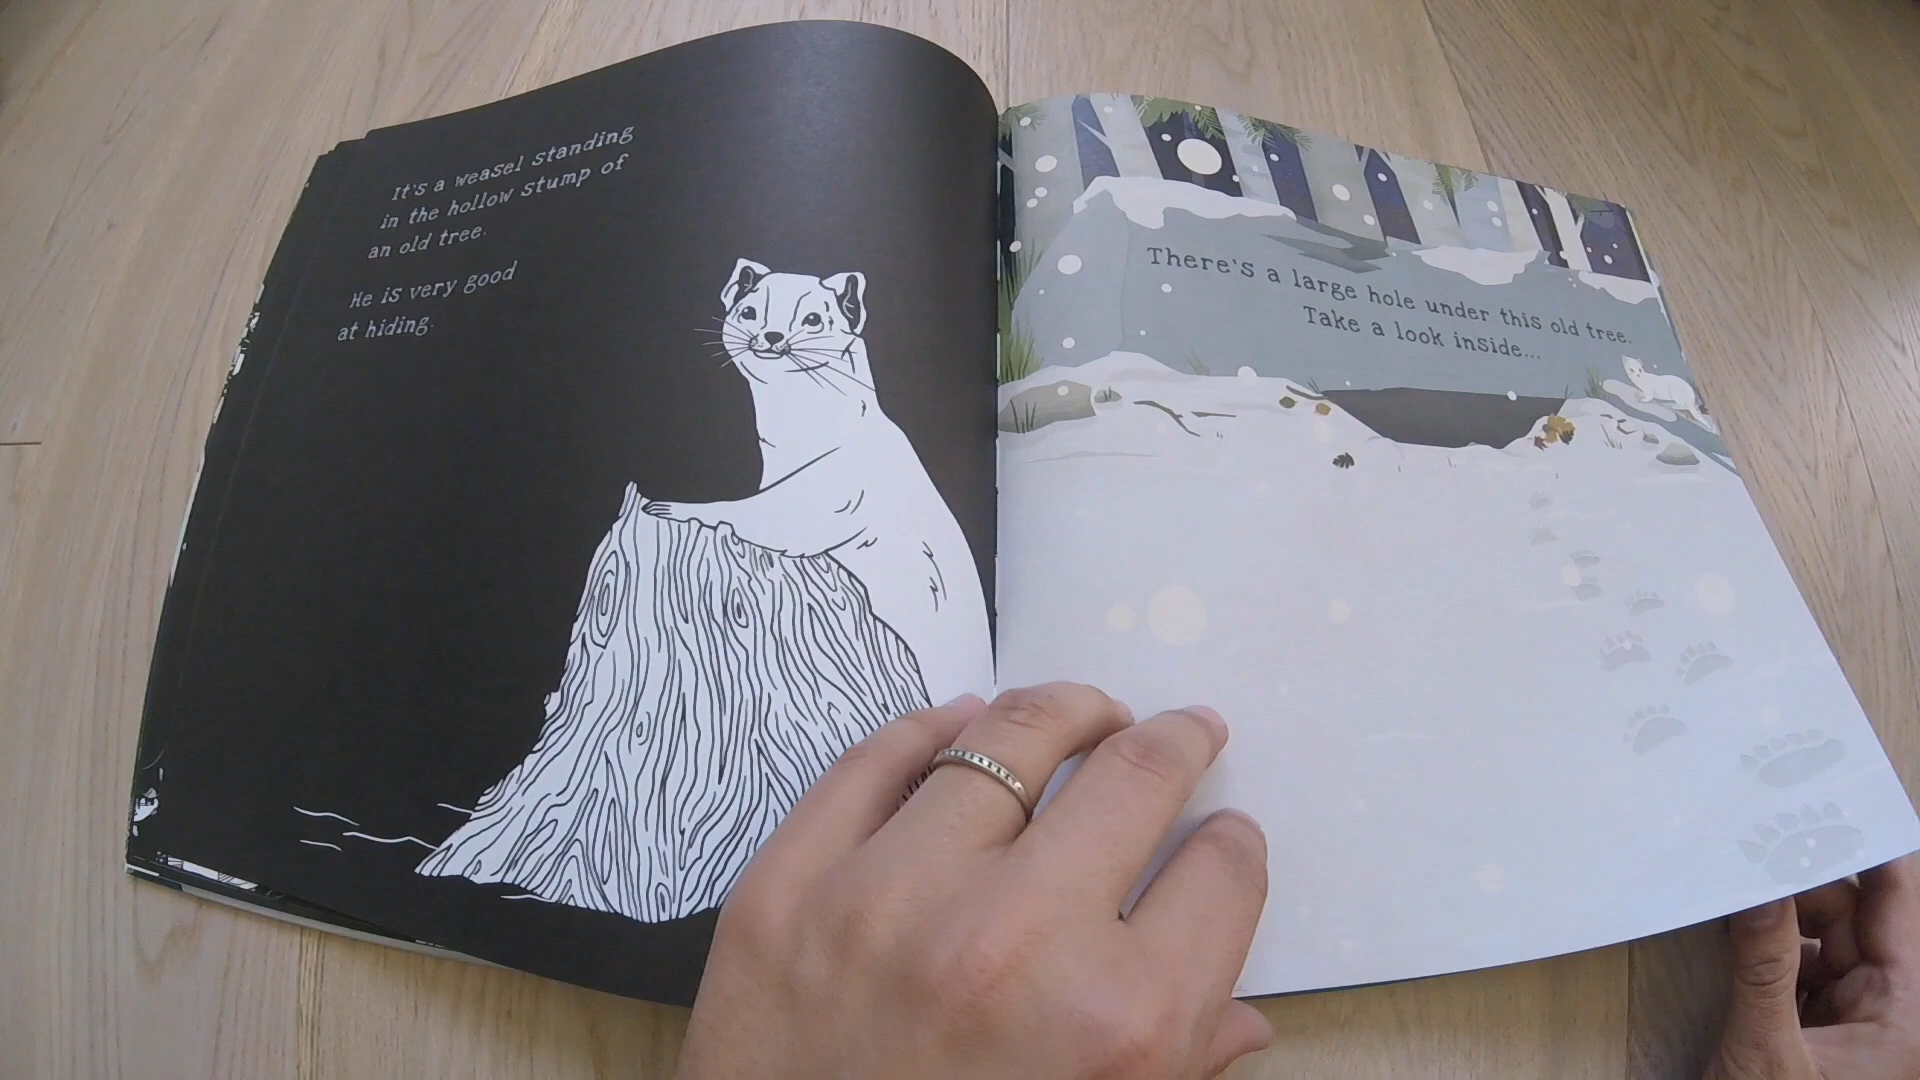 It's a weasel standing
in the hollow stump of
an old tree.
He is very good
at hiding.
There's a large hole under this old tree.
Take a look inside...